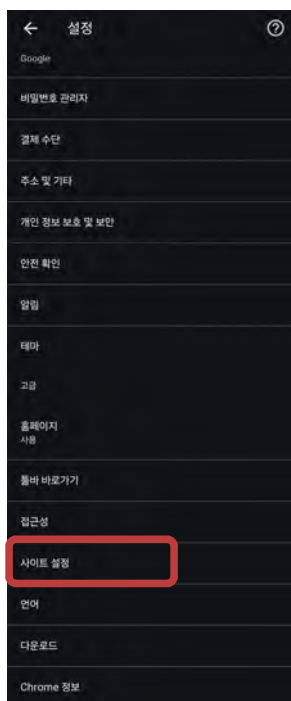 설정
Google
비밀번호 관리자
결제 수단
주소 및 기타
개인 정보 보호 및 보안
안전 확인
알림
테마
고급
홈페이지
사용
툴바 바로가기
접근성
사이트 설정
언어
다운로드
Chrome 정보